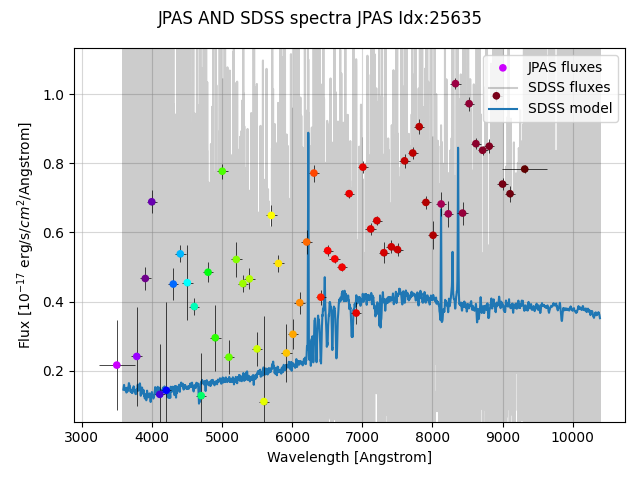 JPAS AND SDSS spectra JPAS Idx:25635
JPAS fluxes
SDSS fluxes
SDSS model
Flux [10⁻¹⁷ erg/s/cm²/Angstrom]
1.0
0.8
0.6
0.4
0.2
3000 4000 5000 6000 7000 8000 9000 10000
Wavelength [Angstrom]